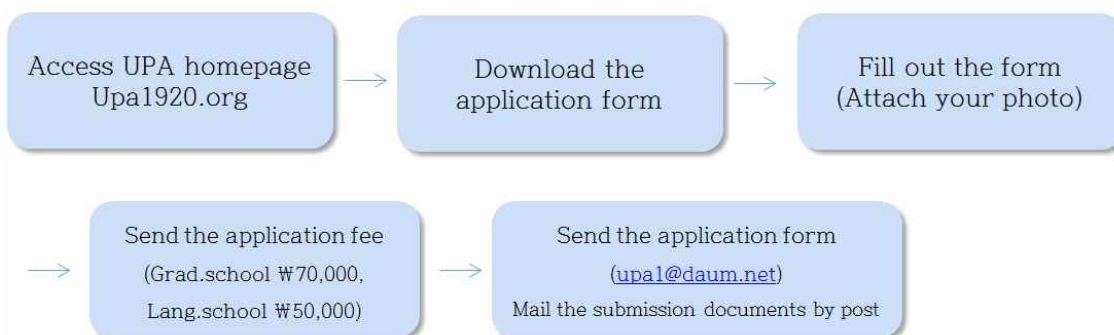 Access UPA homepage
Upa1920.org
Download the
application form
Fill out the form
(Attach your photo)
Send the application fee
(Grad.school ₩70,000,
Lang.school ₩50,000)
Send the application form
(upa1@daum.net)
Mail the submission documents by post